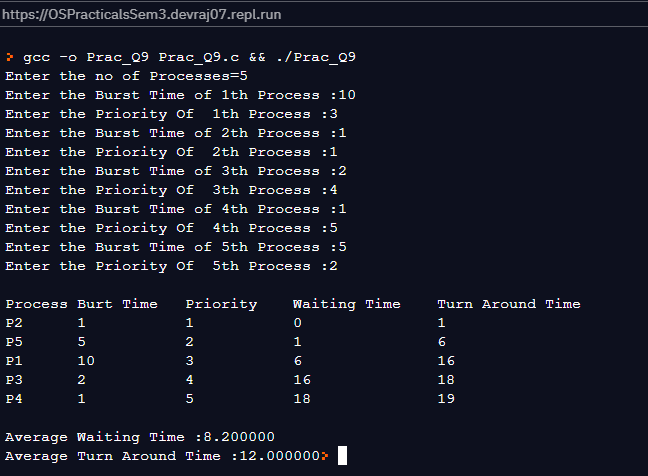 https://OSPracticalsSem3.devraj07.repl.run
> gcc -o Prac_Q9 Prac_Q9.c && ./Prac_Q9
Enter the no of Processes=5
Enter the Burst Time of 1th Process :10
Enter the Priority Of  1th Process :3
Enter the Burst Time of 2th Process :1
Enter the Priority Of  2th Process :1
Enter the Burst Time of 3th Process :2
Enter the Priority Of  3th Process :4
Enter the Burst Time of 4th Process :1
Enter the Priority Of  4th Process :5
Enter the Burst Time of 5th Process :5
Enter the Priority Of  5th Process :2
Process Burt Time   Priority    Waiting Time    Turn Around Time
P2      1           1           0               1
P5      5           2           1               6
P1      10          3           6               16
P3      2           4           16              18
P4      1           5           18              19
Average Waiting Time :8.200000
Average Turn Around Time :12.000000>